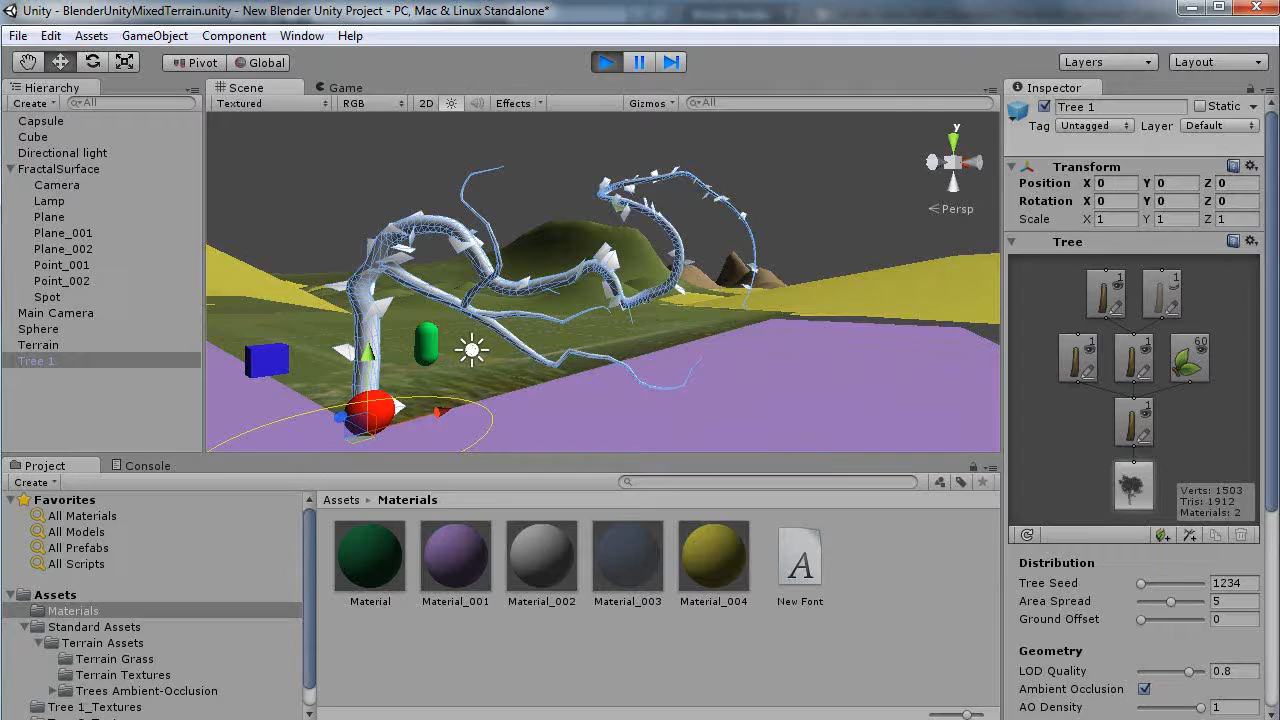 Unity - BlenderUnityMixedTerrain.unity - New Blender Unity Project - PC, Mac & Linux Standalone*
File Edit Assets GameObject Component Window Help
Pivot Global Layers Layout
Hierarchy
Create All
Capsule
Cube
Directional light
FractalSurface
Camera
Lamp
Plane
Plane_001
Plane_002
Point_001
Point_002
Spot
Main Camera
Sphere
Terrain
Tree 1
Scene Game
Textured RGB 2D Effects Gizmos All
y
Persp
Inspector
Tree 1 Static
Tag Untagged Layer Default
Transform
Position X 0 Y 0 Z 0
Rotation X 0 Y 0 Z 0
Scale X 1 Y 1 Z 1
Tree
1 1
1 1 60
1
Verts: 1503
Tris: 1912
Materials: 2
Distribution
Tree Seed 1234
Area Spread 5
Ground Offset 0
Geometry
LOD Quality 0.8
Ambient Occlusion
AO Density 1
Project Console
Create
Favorites
All Materials
All Models
All Prefabs
All Scripts
Assets
Materials
Standard Assets
Terrain Assets
Terrain Grass
Terrain Textures
Trees Ambient-Occlusion
Tree 1_Textures
Assets Materials
A
Material Material_001 Material_002 Material_003 Material_004 New Font